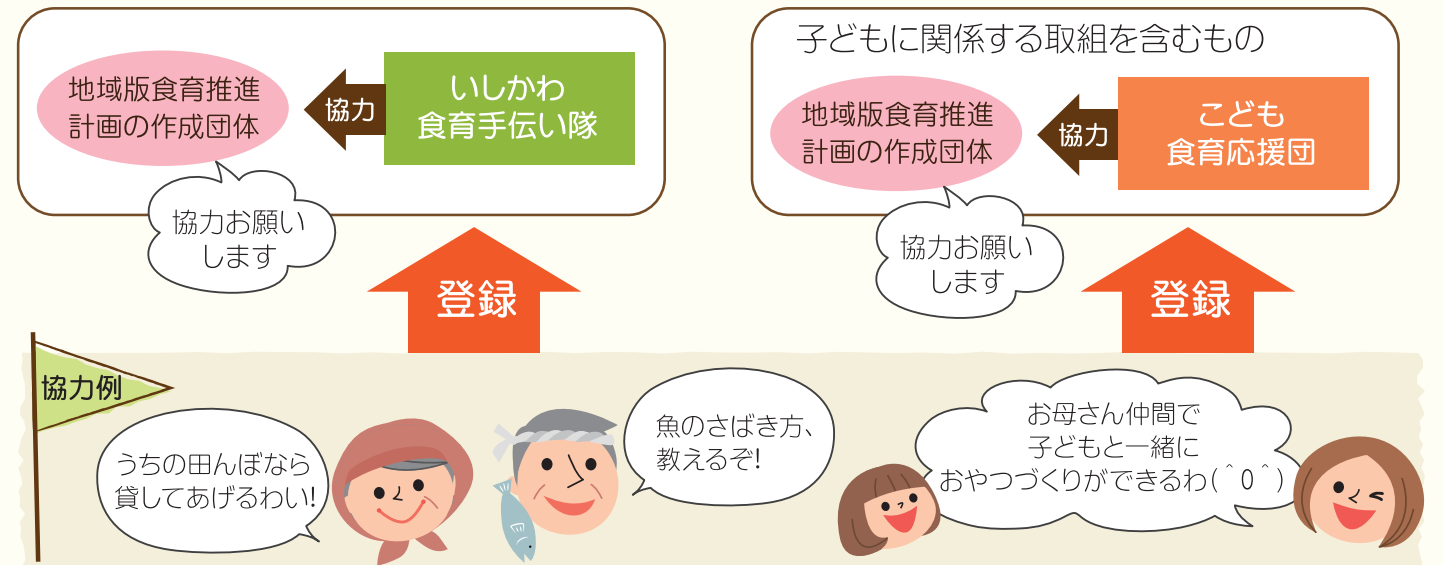 地域版食育推進
計画の作成団体
協力
いしかわ
食育手伝い隊
協力お願い
します
登録
子どもに関係する取組を含むもの
地域版食育推進
計画の作成団体
協力
こども
食育応援団
協力お願い
します
登録
協力例
うちの田んぼなら
貸してあげるわい!
魚のさばき方、
教えるぞ!
お母さん仲間で
子どもと一緒に
おやつづくりができるわ(＾0＾)